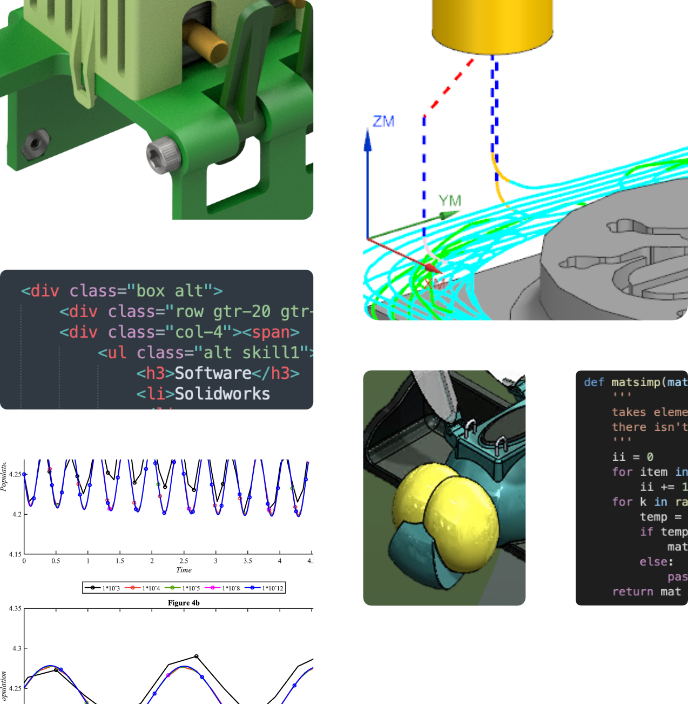 ZM
YM
<div class="box alt">
<div class="row gtr-20 gtr-
<div class="col-4"><span>
<ul class="alt skill1">
<h3>Software</h3>
<li>Solidworks
def matsimp(mat
'''
takes eleme
there isn't
'''
ii = 0
for item in
ii += 1
for k in ra
temp =
if temp
mat
else:
pas
return mat
4.25
4.2
4.15
0 0.5 1 1.5 2 2.5 3 3.5 4 4.
Time
1*10^3 1*10^4 1*10^5 1*10^8 1*10^12
Figure 4b
4.35
4.3
4.25